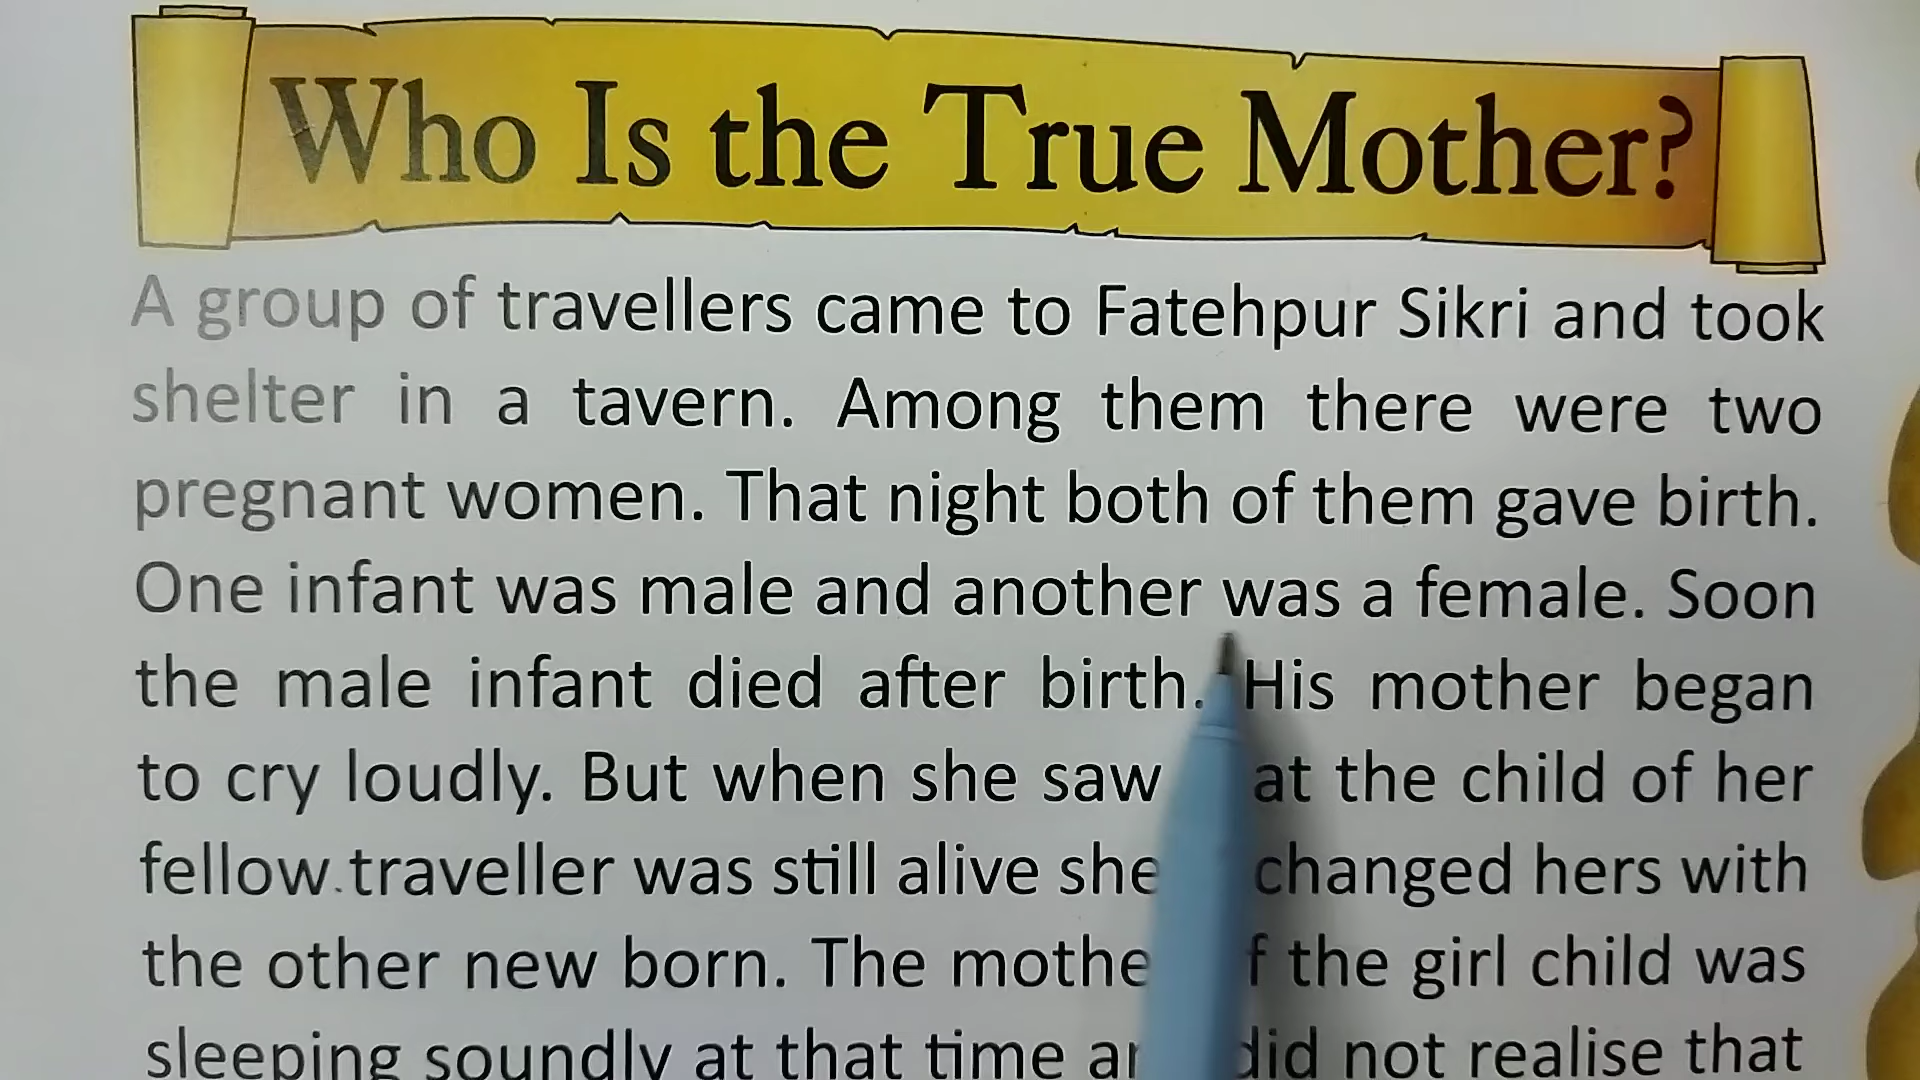 Who Is the True Mother?
A group of travellers came to Fatehpur Sikri and took
shelter in a tavern. Among them there were two
pregnant women. That night both of them gave birth.
One infant was male and another was a female. Soon
the male infant died after birth. His mother began
to cry loudly. But when she saw at the child of her
fellow traveller was still alive she changed hers with
the other new born. The the girl child was
sleeping soundly at that time did not realise that